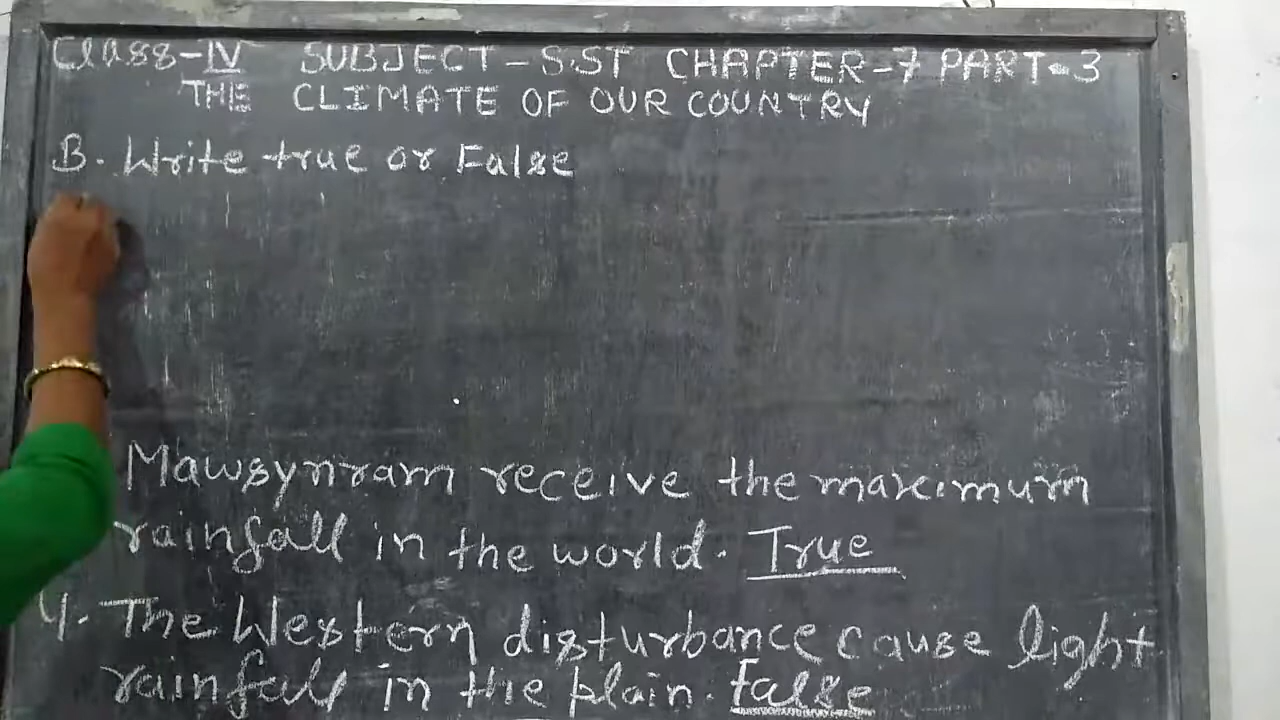 Class-IV SUBJECT-S.ST CHAPTER-7 PART-3
THE CLIMATE OF OUR COUNTRY
B. Write true or False
Mawsynram receive the maximum
rainfall in the world. True
4. The Western disturbance cause light
rainfall in the plain. False